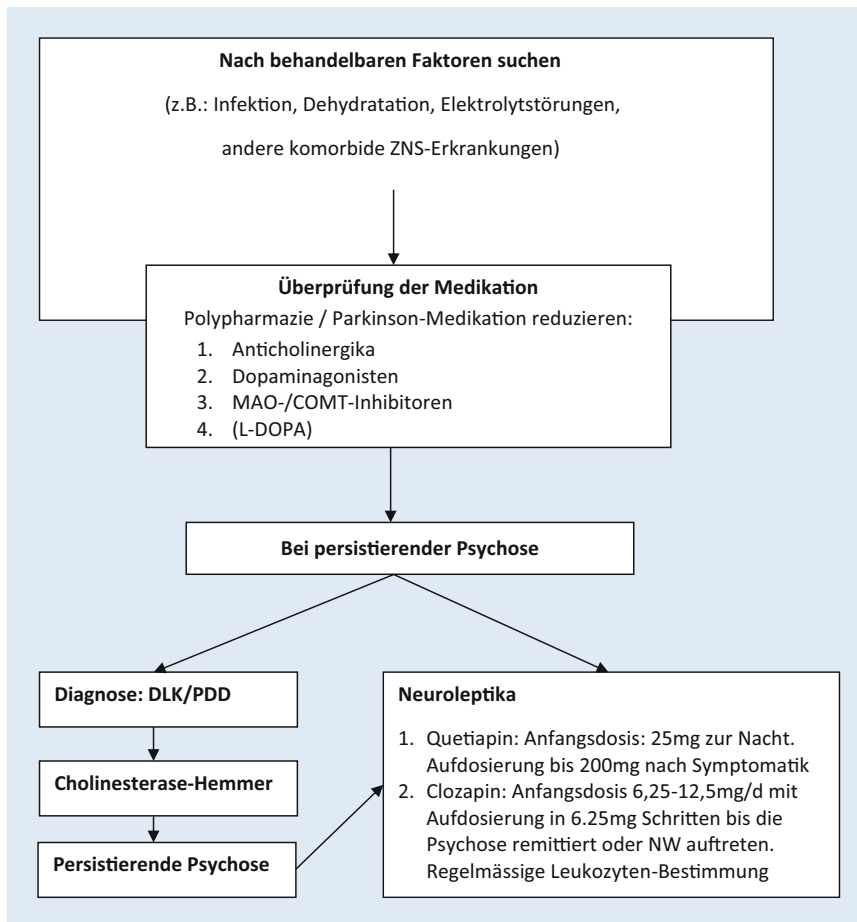 Nach behandelbaren Faktoren suchen
(z.B.: Infektion, Dehydratation, Elektrolytstörungen,
andere komorbide ZNS-Erkrankungen)
Überprüfung der Medikation
Polypharmazie / Parkinson-Medikation reduzieren:
1. Anticholinergika
2. Dopaminagonisten
3. MAO-/COMT-Inhibitoren
4. (L-DOPA)
Bei persistierender Psychose
Diagnose: DLK/PDD
Cholinesterase-Hemmer
Persistierende Psychose
Neuroleptika
1. Quetiapin: Anfangsdosis: 25mg zur Nacht.
Aufdosierung bis 200mg nach Symptomatik
2. Clozapin: Anfangsdosis 6,25-12,5mg/d mit
Aufdosierung in 6.25mg Schritten bis die
Psychose remittiert oder NW auftreten.
Regelmässige Leukozyten-Bestimmung